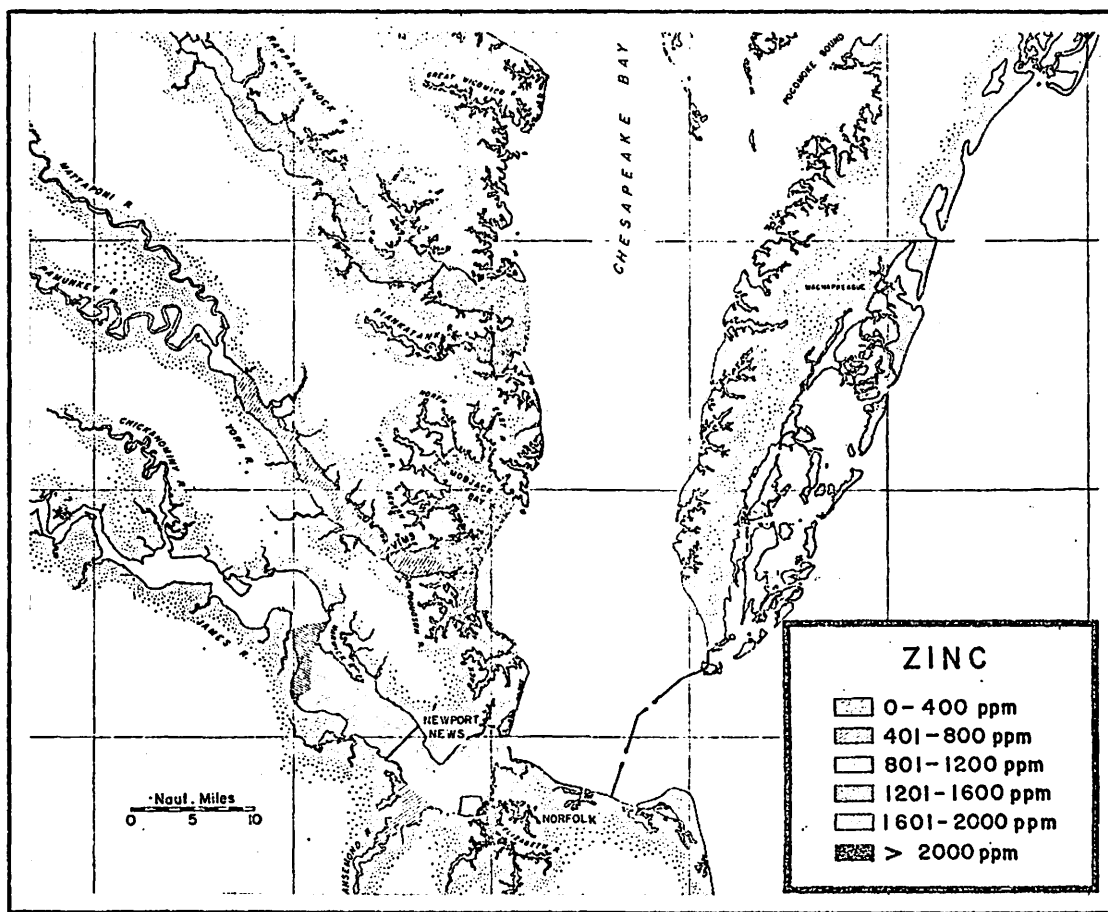 RAPPAHANNOCK R.
GREAT WICOMICO R.
CHESAPEAKE BAY
POCOMOKE SOUND
MATTAPONI R.
PAMUNKEY R.
PIANKATANK R.
WACHAPREAGUE
CHICKAHOMINY R.
YORK R.
NORTH
MOBJACK
BAY
VIMS
JAMES R.
NEWPORT
NEWS
NORFOLK
Naut. Miles
0 5 10
ZINC
0-400 ppm
401-800 ppm
801-1200 ppm
1201-1600 ppm
1601-2000 ppm
> 2000 ppm